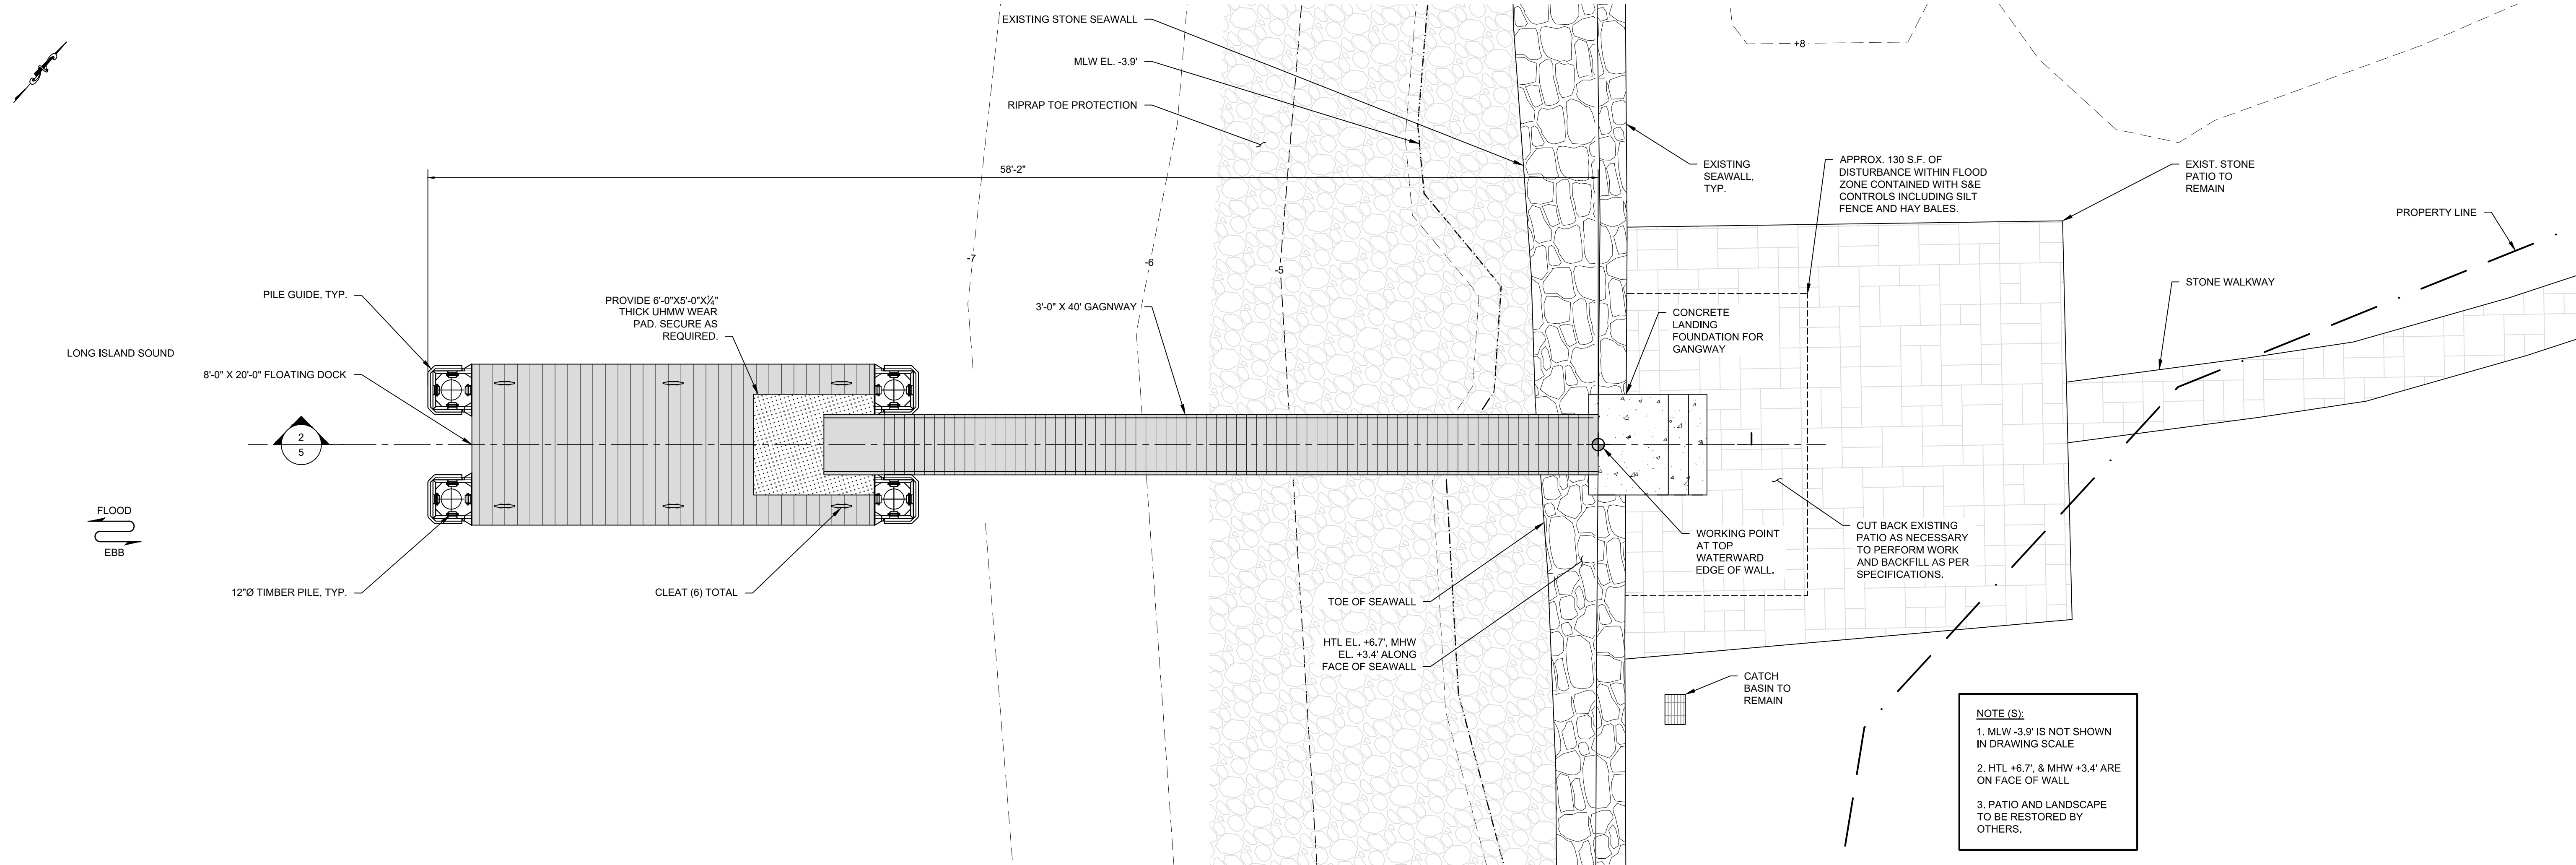 EXISTING STONE SEAWALL
MLW EL. -3.9'
RIPRAP TOE PROTECTION
+8
58'-2"
EXISTING
SEAWALL,
TYP.
APPROX. 130 S.F. OF
DISTURBANCE WITHIN FLOOD
ZONE CONTAINED WITH S&E
CONTROLS INCLUDING SILT
FENCE AND HAY BALES.
EXIST. STONE
PATIO TO
REMAIN
PROPERTY LINE
-7
-6
-5
STONE WALKWAY
PILE GUIDE, TYP.
PROVIDE 6'-0"X5'-0"X¼"
THICK UHMW WEAR
PAD. SECURE AS
REQUIRED.
3'-0" X 40' GAGNWAY
CONCRETE
LANDING
FOUNDATION FOR
GANGWAY
LONG ISLAND SOUND
8'-0" X 20'-0" FLOATING DOCK
2
5
FLOOD
EBB
WORKING POINT
AT TOP
WATERWARD
EDGE OF WALL.
CUT BACK EXISTING
PATIO AS NECESSARY
TO PERFORM WORK
AND BACKFILL AS PER
SPECIFICATIONS.
12"Ø TIMBER PILE, TYP.
CLEAT (6) TOTAL
TOE OF SEAWALL
HTL EL. +6.7', MHW
EL. +3.4' ALONG
FACE OF SEAWALL
CATCH
BASIN TO
REMAIN
NOTE (S):
1. MLW -3.9' IS NOT SHOWN
IN DRAWING SCALE
2. HTL +6.7', & MHW +3.4' ARE
ON FACE OF WALL
3. PATIO AND LANDSCAPE
TO BE RESTORED BY
OTHERS.